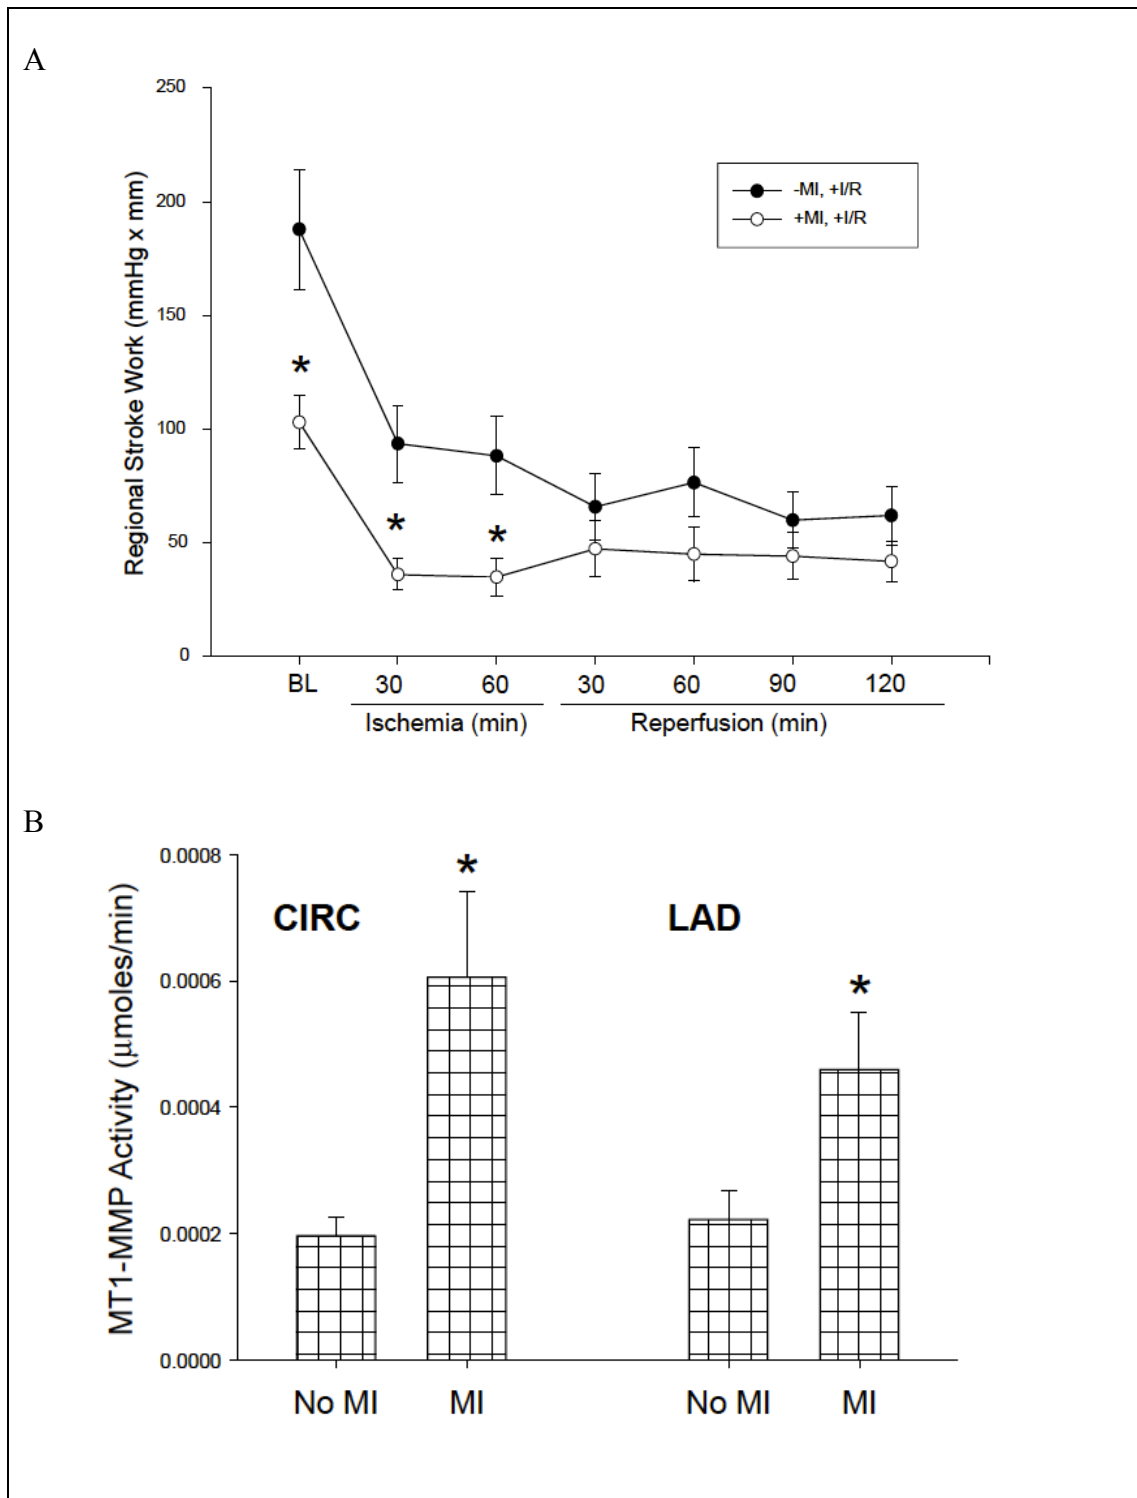 A
250
200
150
100
50
0
Regional Stroke Work (mmHg x mm)
-MI, +I/R
+MI, +I/R
*
*
*
BL 30 60 30 60 90 120
Ischemia (min) Reperfusion (min)
B
0.0008
0.0006
0.0004
0.0002
0.0000
MT1-MMP Activity (μmoles/min)
CIRC LAD
*
*
No MI MI No MI MI